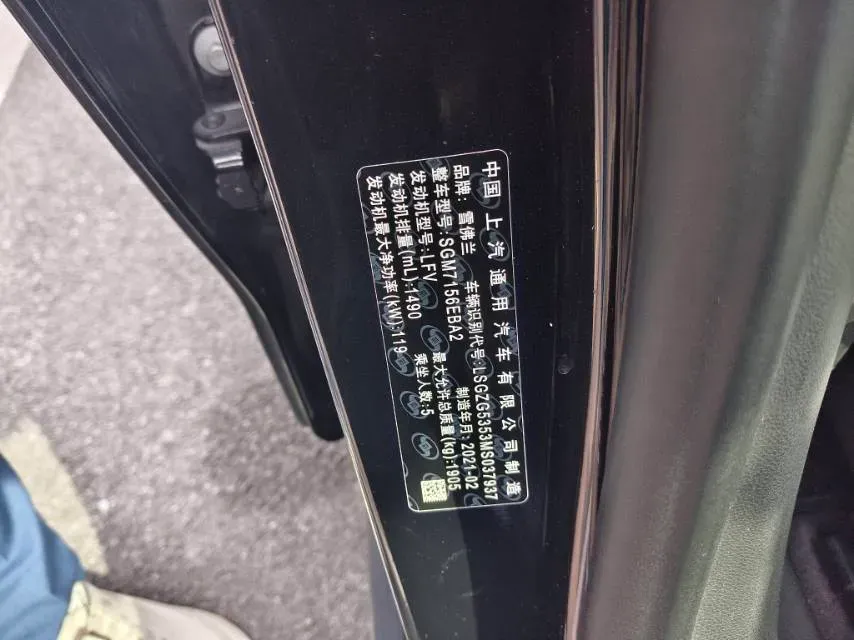 中国 上汽通用汽车有限公司制造
品牌: 雪佛兰 车辆识别代号:LSGZG5353MS037937
整车型号:SGM7156EBA2 制造年月: 2021-02
发动机型号: LFV 最大允许总质量(kg):1905
发动机排量(mL):1490 乘坐人数:5
发动机最大净功率(kW):119